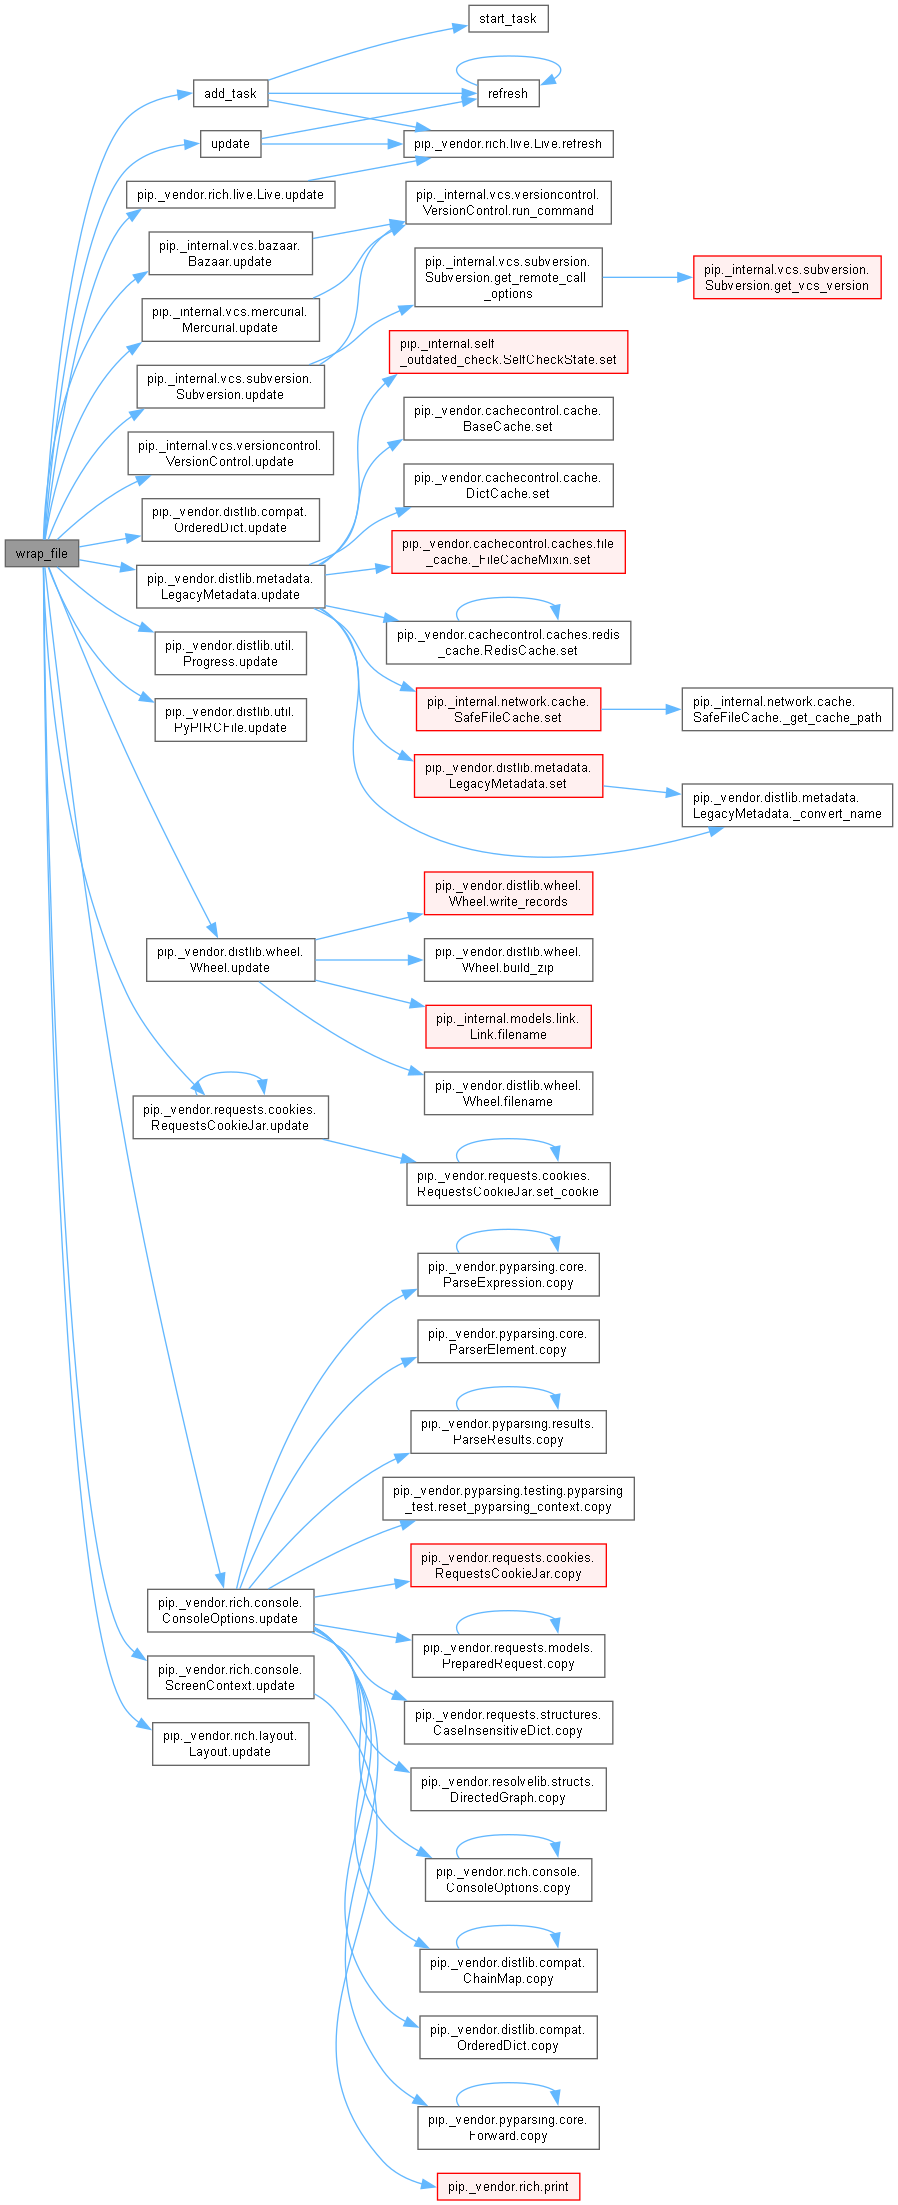 start_task
add_task
refresh
update
pip._vendor.rich.live.Live.refresh
pip._vendor.rich.live.Live.update
pip._internal.vcs.versioncontrol.
VersionControl.run_command
pip._internal.vcs.bazaar.
Bazaar.update
pip._internal.vcs.subversion.
Subversion.get_remote_call
_options
pip._internal.vcs.subversion.
Subversion.get_vcs_version
pip._internal.vcs.mercurial.
Mercurial.update
pip._internal.self
_outdated_check.SelfCheckState.set
pip._internal.vcs.subversion.
Subversion.update
pip._vendor.cachecontrol.cache.
BaseCache.set
pip._internal.vcs.versioncontrol.
VersionControl.update
pip._vendor.cachecontrol.cache.
DictCache.set
pip._vendor.distlib.compat.
OrderedDict.update
wrap_file
pip._vendor.cachecontrol.caches.file
_cache._FileCacheMixin.set
pip._vendor.distlib.metadata.
LegacyMetadata.update
pip._vendor.cachecontrol.caches.redis
_cache.RedisCache.set
pip._vendor.distlib.util.
Progress.update
pip._internal.network.cache.
SafeFileCache.set
pip._internal.network.cache.
SafeFileCache._get_cache_path
pip._vendor.distlib.util.
PyPIRCFile.update
pip._vendor.distlib.metadata.
LegacyMetadata.set
pip._vendor.distlib.metadata.
LegacyMetadata._convert_name
pip._vendor.distlib.wheel.
Wheel.write_records
pip._vendor.distlib.wheel.
Wheel.update
pip._vendor.distlib.wheel.
Wheel.build_zip
pip._internal.models.link.
Link.filename
pip._vendor.distlib.wheel.
Wheel.filename
pip._vendor.requests.cookies.
RequestsCookieJar.update
pip._vendor.requests.cookies.
RequestsCookieJar.set_cookie
pip._vendor.pyparsing.core.
ParseExpression.copy
pip._vendor.pyparsing.core.
ParserElement.copy
pip._vendor.pyparsing.results.
ParseResults.copy
pip._vendor.pyparsing.testing.pyparsing
_test.reset_pyparsing_context.copy
pip._vendor.requests.cookies.
RequestsCookieJar.copy
pip._vendor.rich.console.
ConsoleOptions.update
pip._vendor.requests.models.
PreparedRequest.copy
pip._vendor.rich.console.
ScreenContext.update
pip._vendor.requests.structures.
CaseInsensitiveDict.copy
pip._vendor.rich.layout.
Layout.update
pip._vendor.resolvelib.structs.
DirectedGraph.copy
pip._vendor.rich.console.
ConsoleOptions.copy
pip._vendor.distlib.compat.
ChainMap.copy
pip._vendor.distlib.compat.
OrderedDict.copy
pip._vendor.pyparsing.core.
Forward.copy
pip._vendor.rich.print